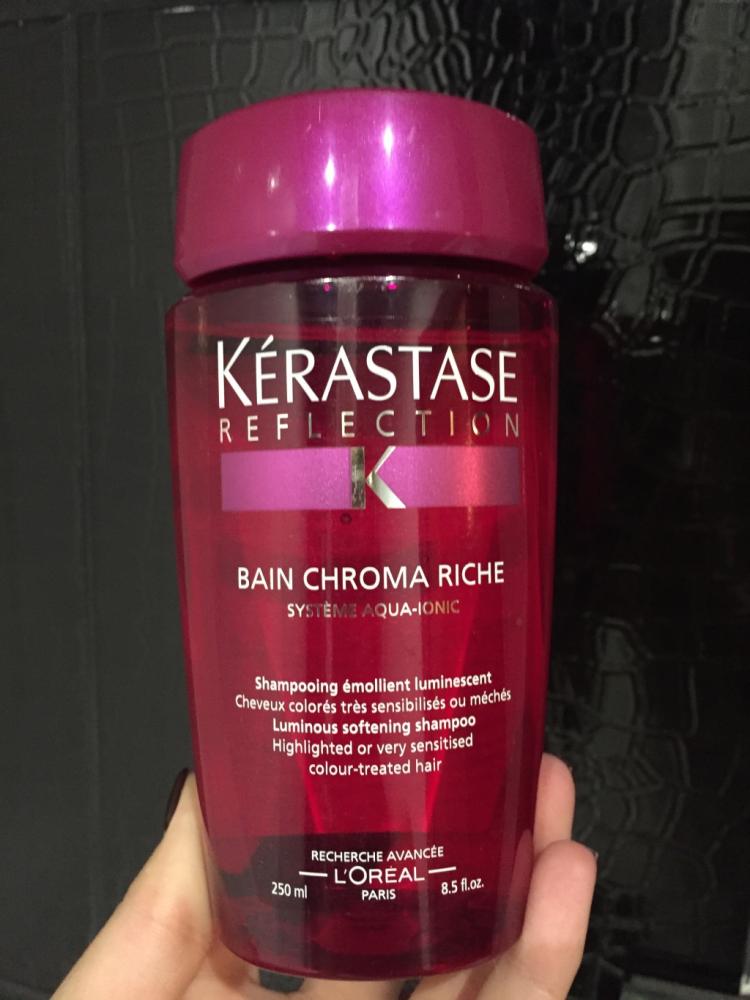 KÉRASTASE
REFLECTION
K
BAIN CHROMA RICHE
SYSTÈME AQUA-IONIC
Shampooing émollient luminescent
Cheveux colorés très sensibilisés ou méchés
Luminous softening shampoo
Highlighted or very sensitised
colour-treated hair
RECHERCHE AVANCÉE
L'ORÉAL
250 ml PARIS 8.5 fl.oz.